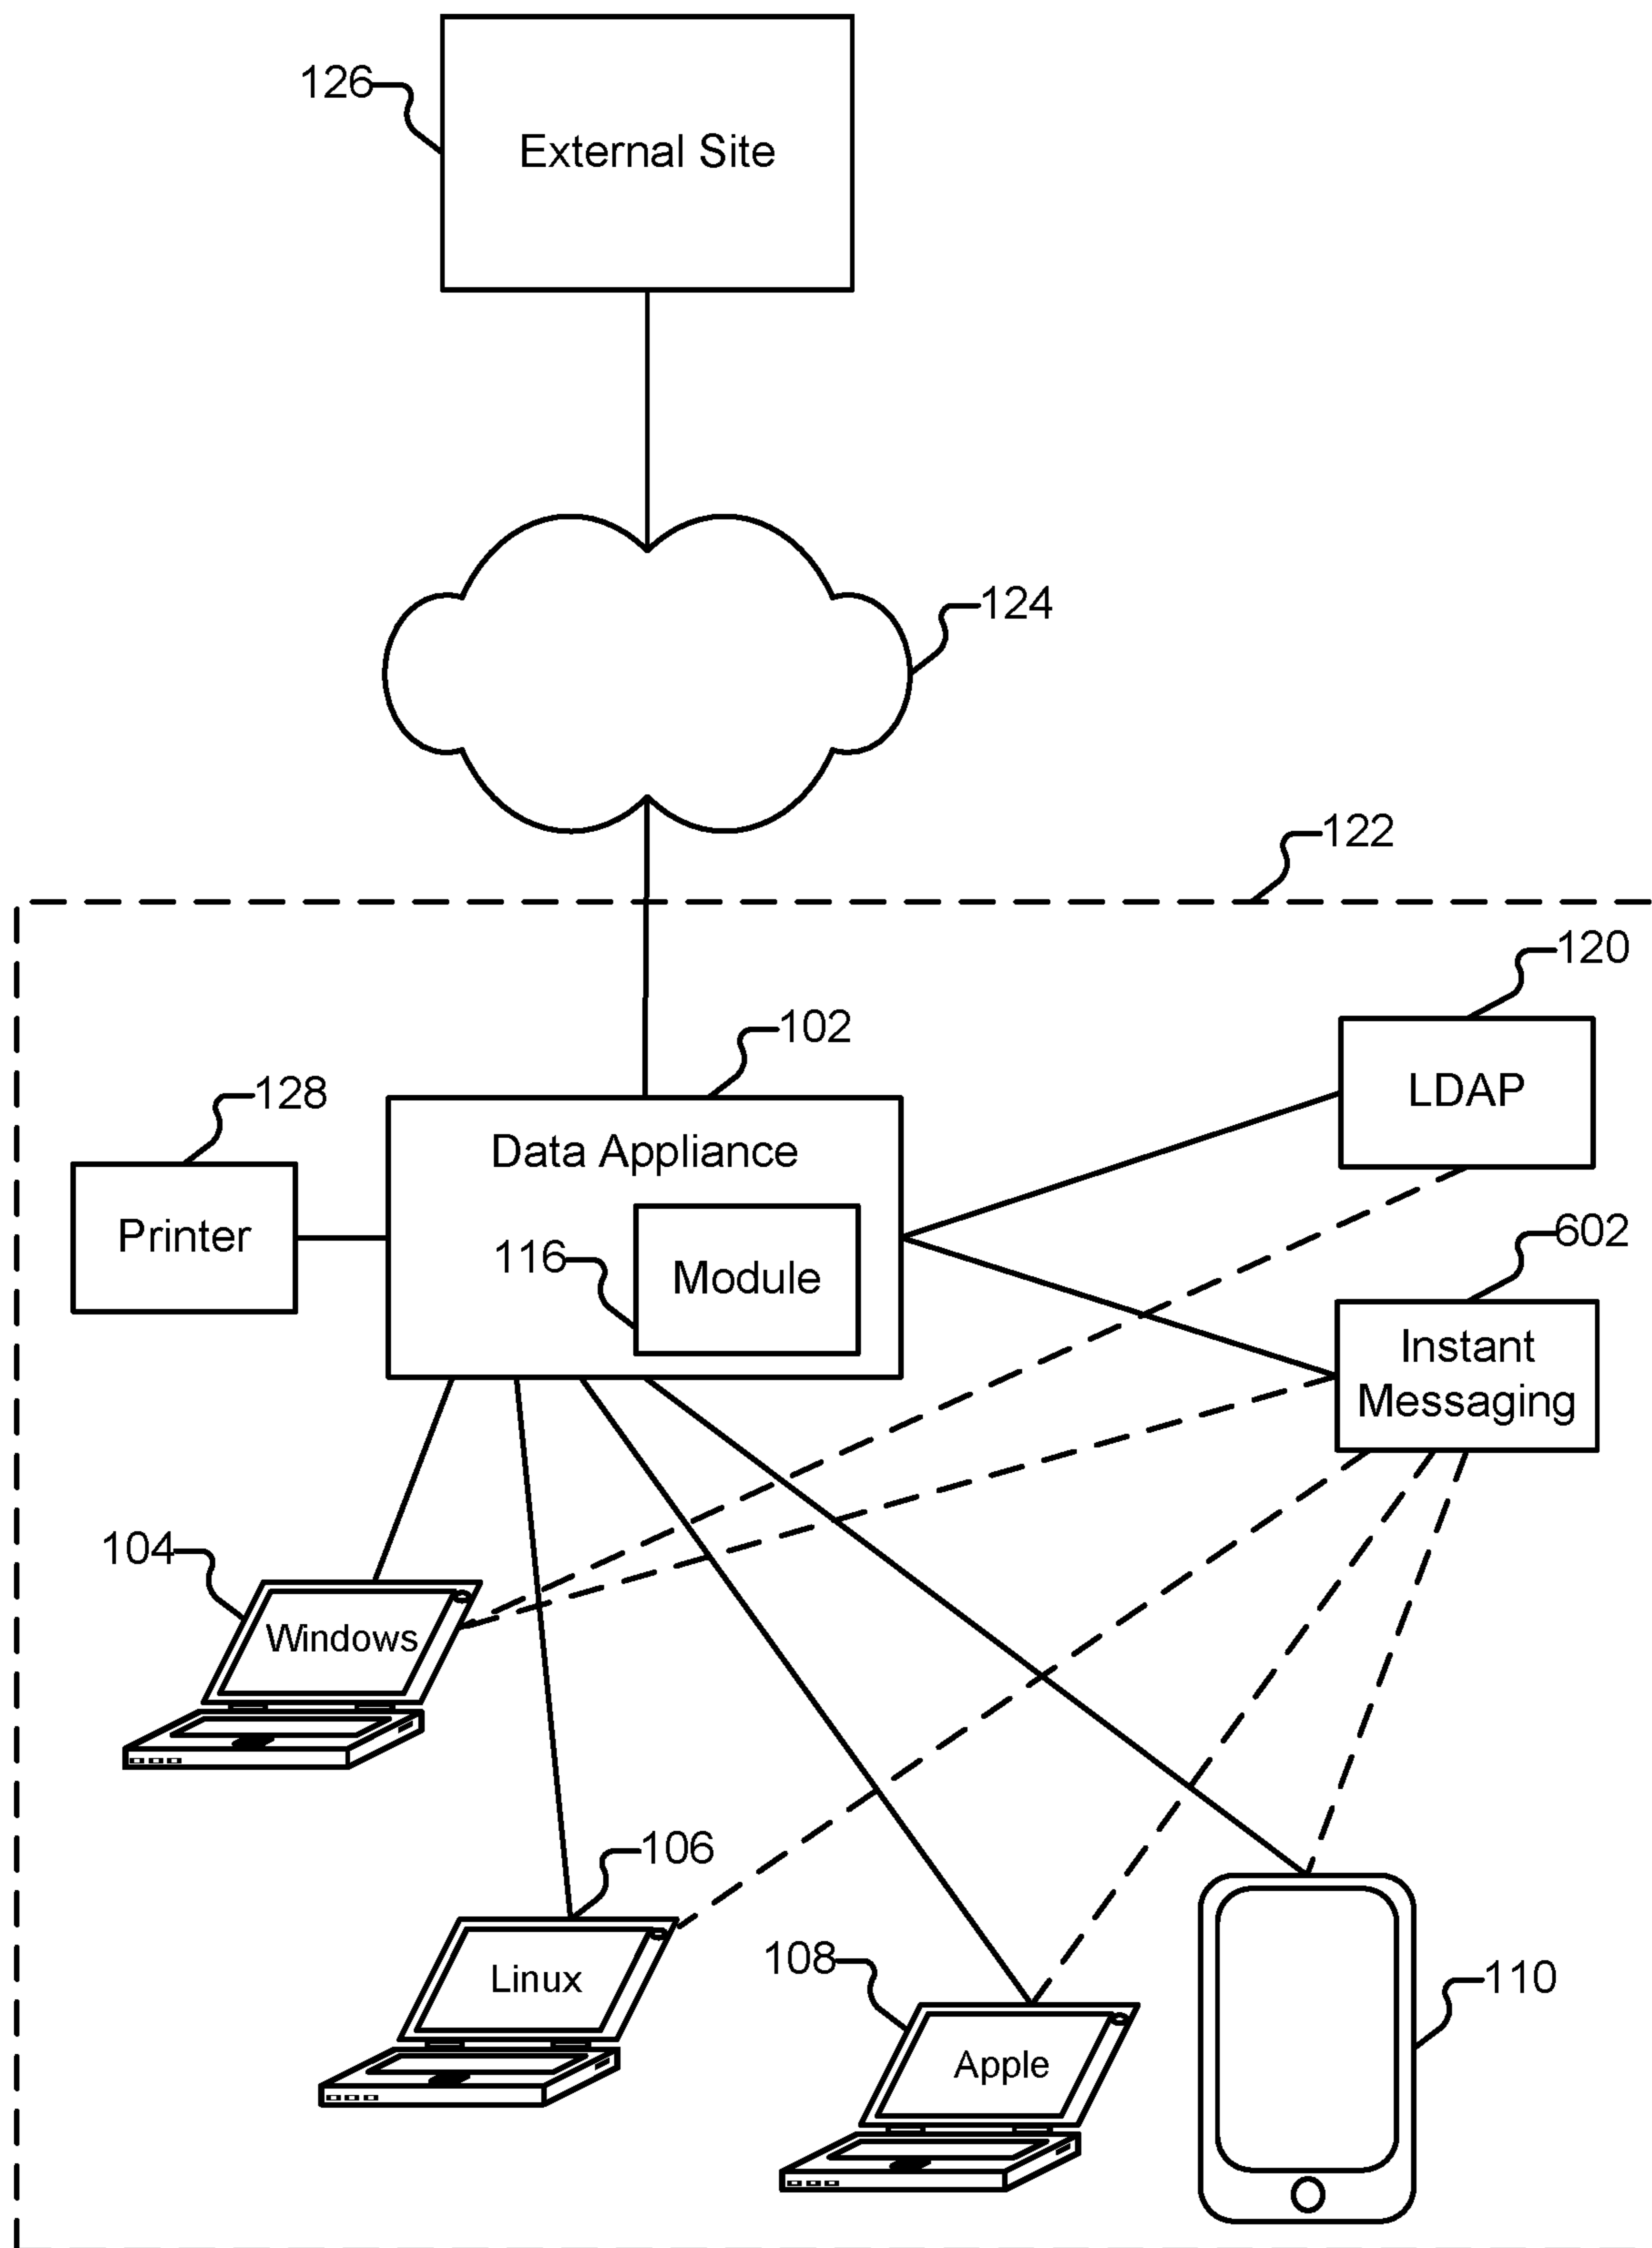 126
External Site
124
122
120
102
LDAP
128
Data Appliance
Printer
602
116
Module
Instant
Messaging
104
Windows
106
Linux
108
110
Apple